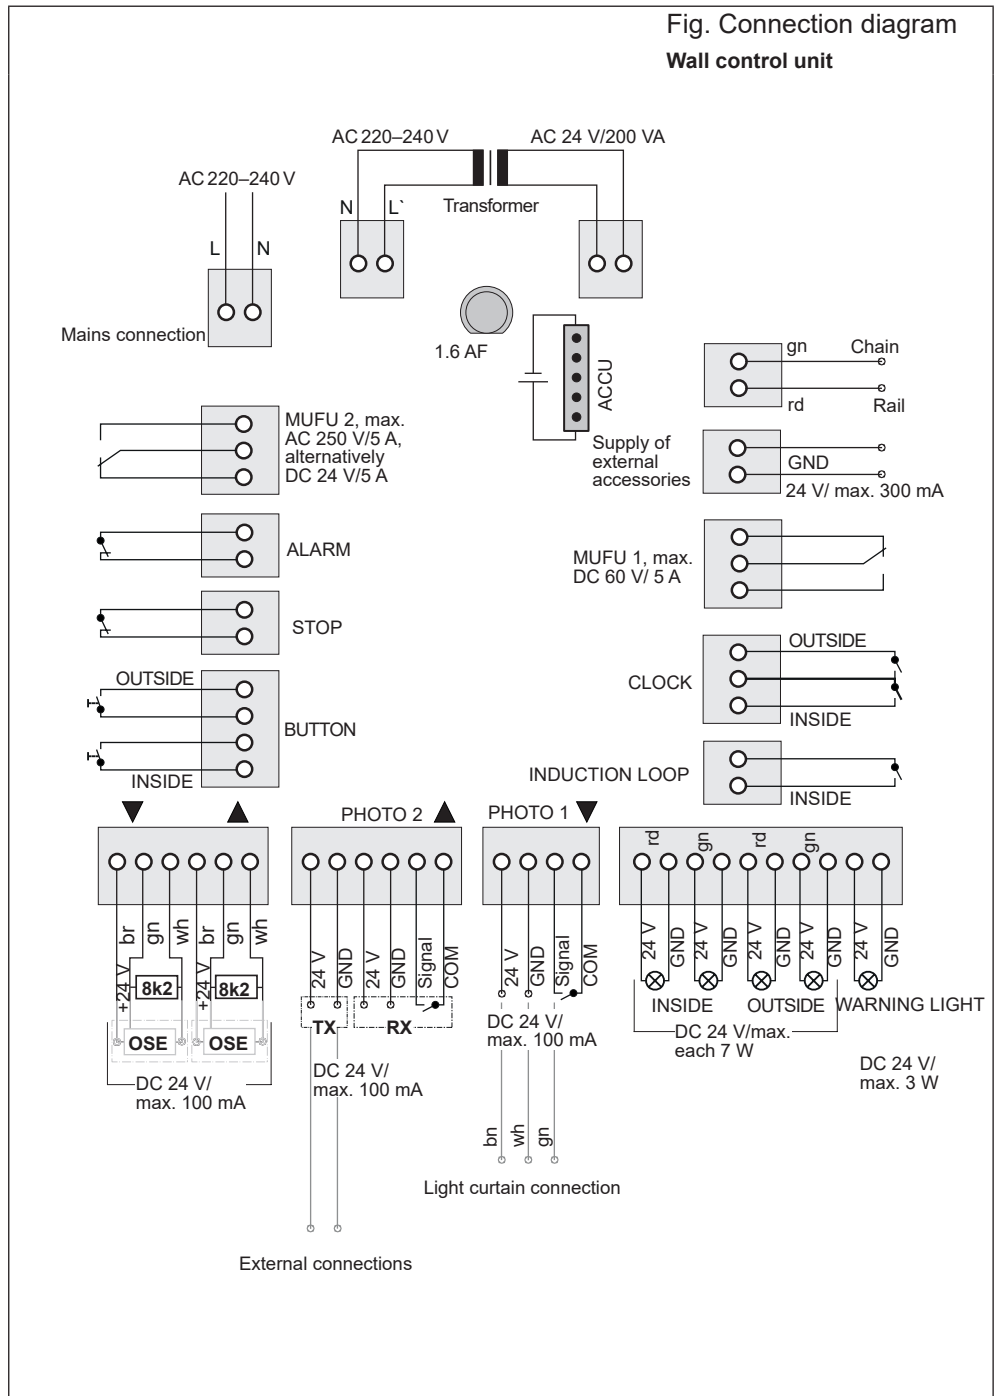 Fig. Connection diagram
Wall control unit
AC 220–240 V
AC 24 V/200 VA
AC 220–240 V
N
L`
Transformer
L
N
Mains connection
1.6 AF
ACCU
gn
Chain
rd
Rail
MUFU 2, max.
AC 250 V/5 A,
alternatively
DC 24 V/5 A
Supply of
external
accessories
GND
24 V/ max. 300 mA
ALARM
MUFU 1, max.
DC 60 V/ 5 A
STOP
OUTSIDE
BUTTON
INSIDE
OUTSIDE
CLOCK
INSIDE
INDUCTION LOOP
INSIDE
PHOTO 2
PHOTO 1
rd
gn
rd
gn
br
gn
wh
br
gn
wh
+24 V
+24 V
8k2
8k2
OSE
OSE
DC 24 V/
max. 100 mA
24 V
GND
24 V
GND
Signal
COM
TX
RX
DC 24 V/
max. 100 mA
External connections
24 V
GND
Signal
COM
DC 24 V/
max. 100 mA
bn
wh
gn
Light curtain connection
24 V
GND
24 V
GND
24 V
GND
24 V
GND
24 V
GND
INSIDE
OUTSIDE
WARNING LIGHT
DC 24 V/max.
each 7 W
DC 24 V/
max. 3 W